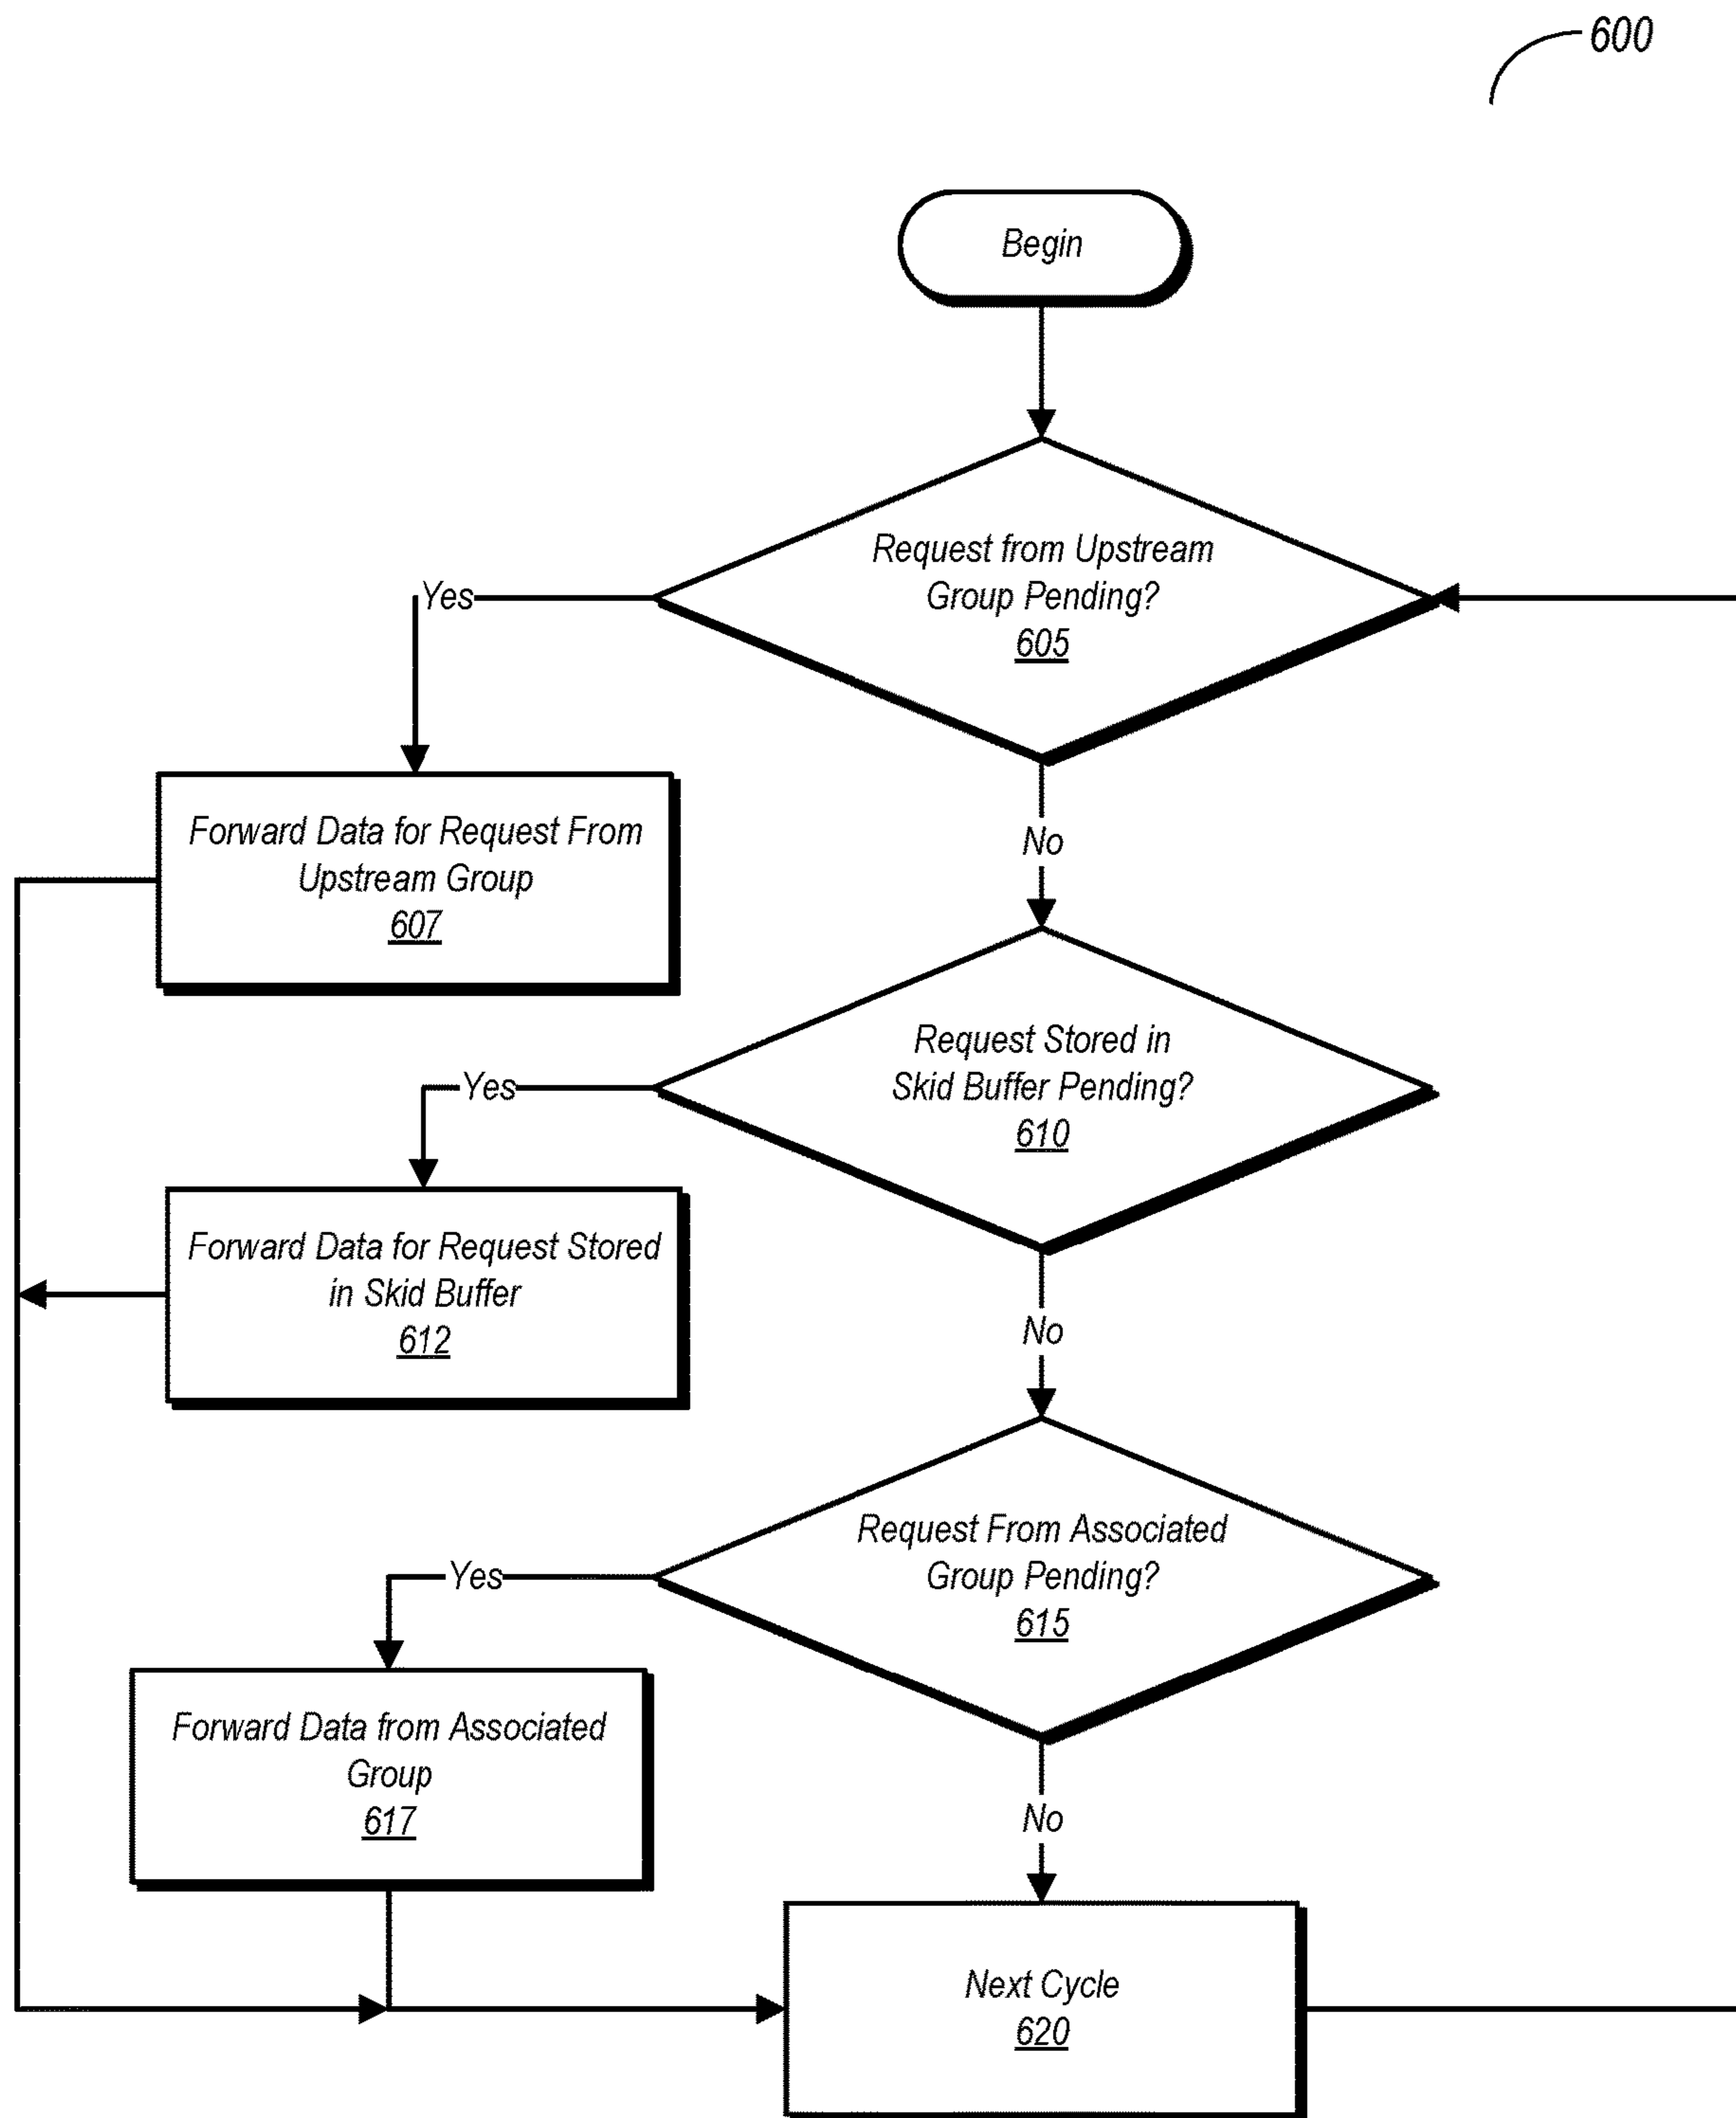 600
Begin
Request from Upstream
Group Pending?
605
Yes
No
Forward Data for Request From
Upstream Group
607
Request Stored in
Skid Buffer Pending?
610
Yes
No
Forward Data for Request Stored
in Skid Buffer
612
Request From Associated
Group Pending?
615
Yes
No
Forward Data from Associated
Group
617
Next Cycle
620